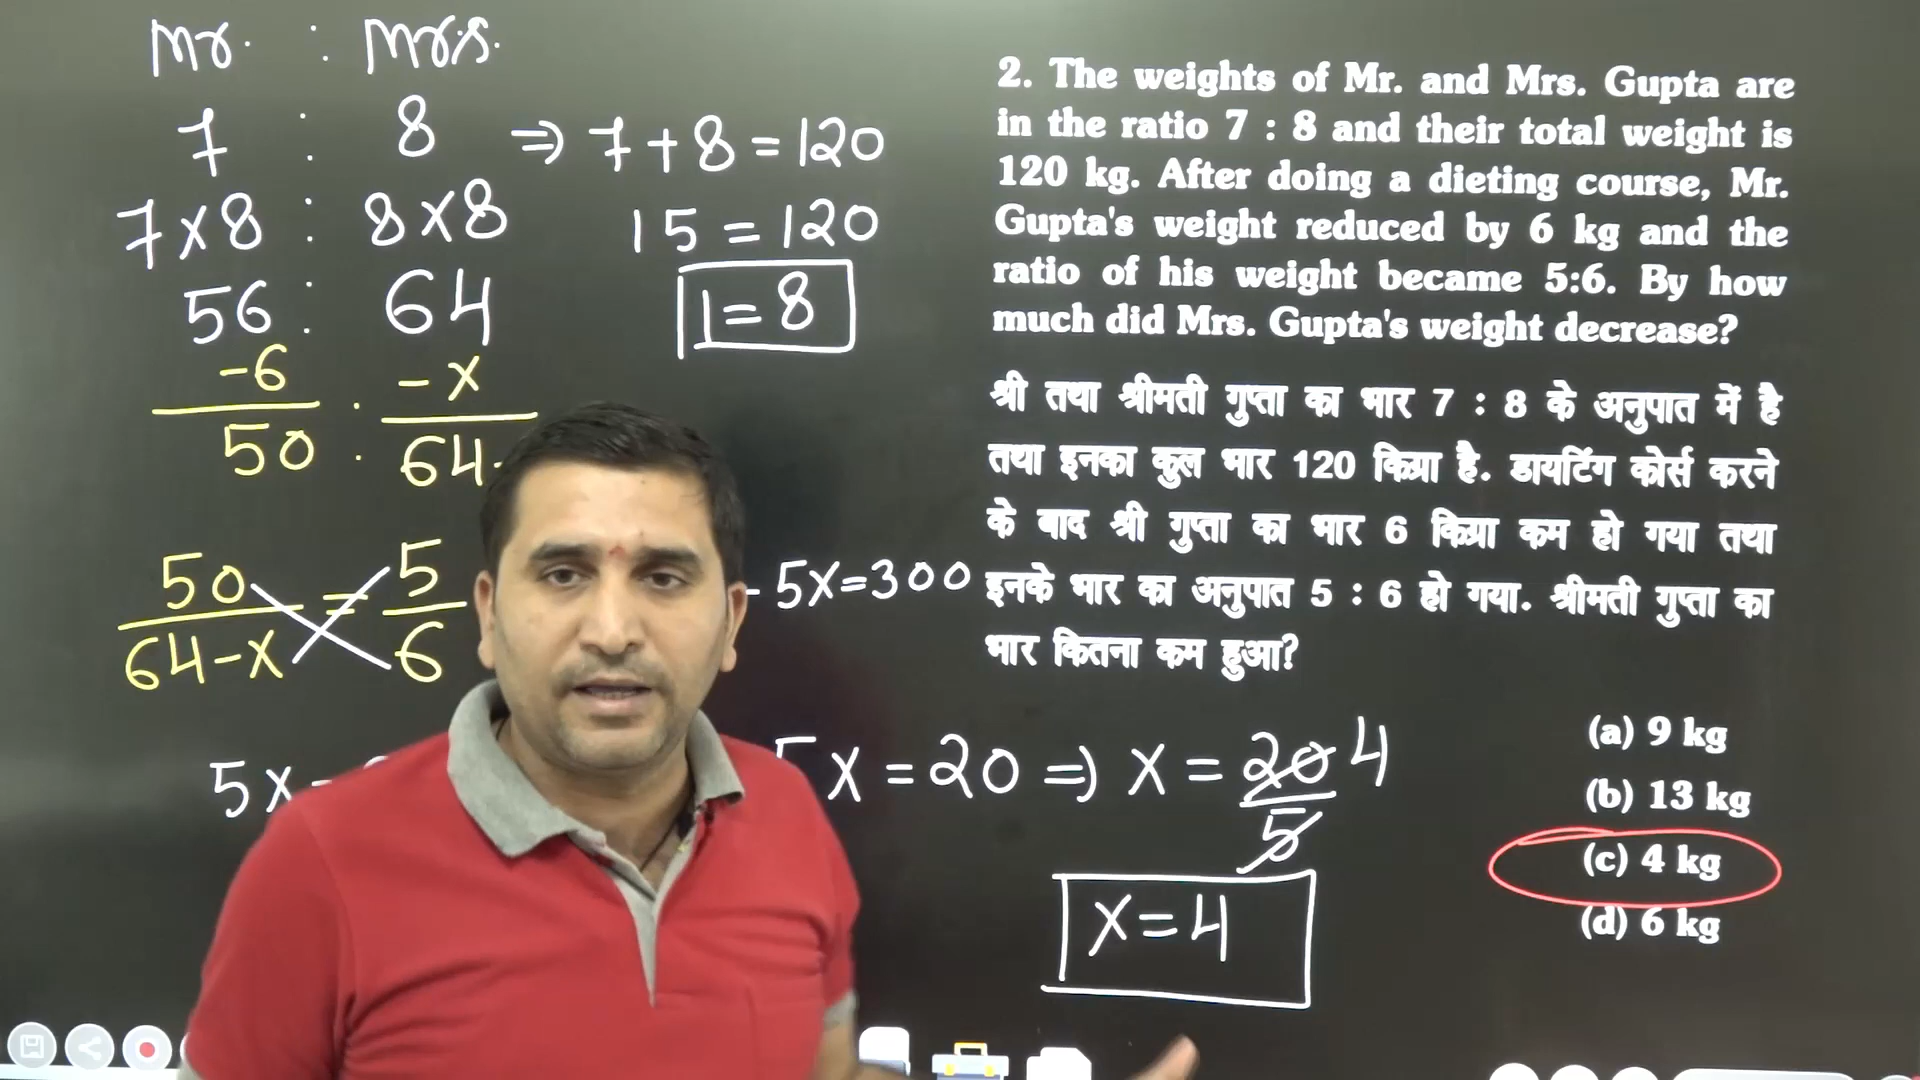 Mr. : Mrs.
7 : 8 ⇒ 7+8=120
7×8 : 8×8
15=120
56 : 64
1=8
-6 : -x
50 : 64-
50/64-x = 5/6
- 5x=300
5x-
5x=20 ⇒ x= 20/5 4
x=4
2. The weights of Mr. and Mrs. Gupta are
in the ratio 7 : 8 and their total weight is
120 kg. After doing a dieting course, Mr.
Gupta's weight reduced by 6 kg and the
ratio of his weight became 5:6. By how
much did Mrs. Gupta's weight decrease?
श्री तथा श्रीमती गुप्ता का भार 7 : 8 के अनुपात में है
तथा इनका कुल भार 120 किग्रा है. डायटिंग कोर्स करने
के बाद श्री गुप्ता का भार 6 किग्रा कम हो गया तथा
इनके भार का अनुपात 5 : 6 हो गया. श्रीमती गुप्ता का
भार कितना कम हुआ?
(a) 9 kg
(b) 13 kg
(c) 4 kg
(d) 6 kg